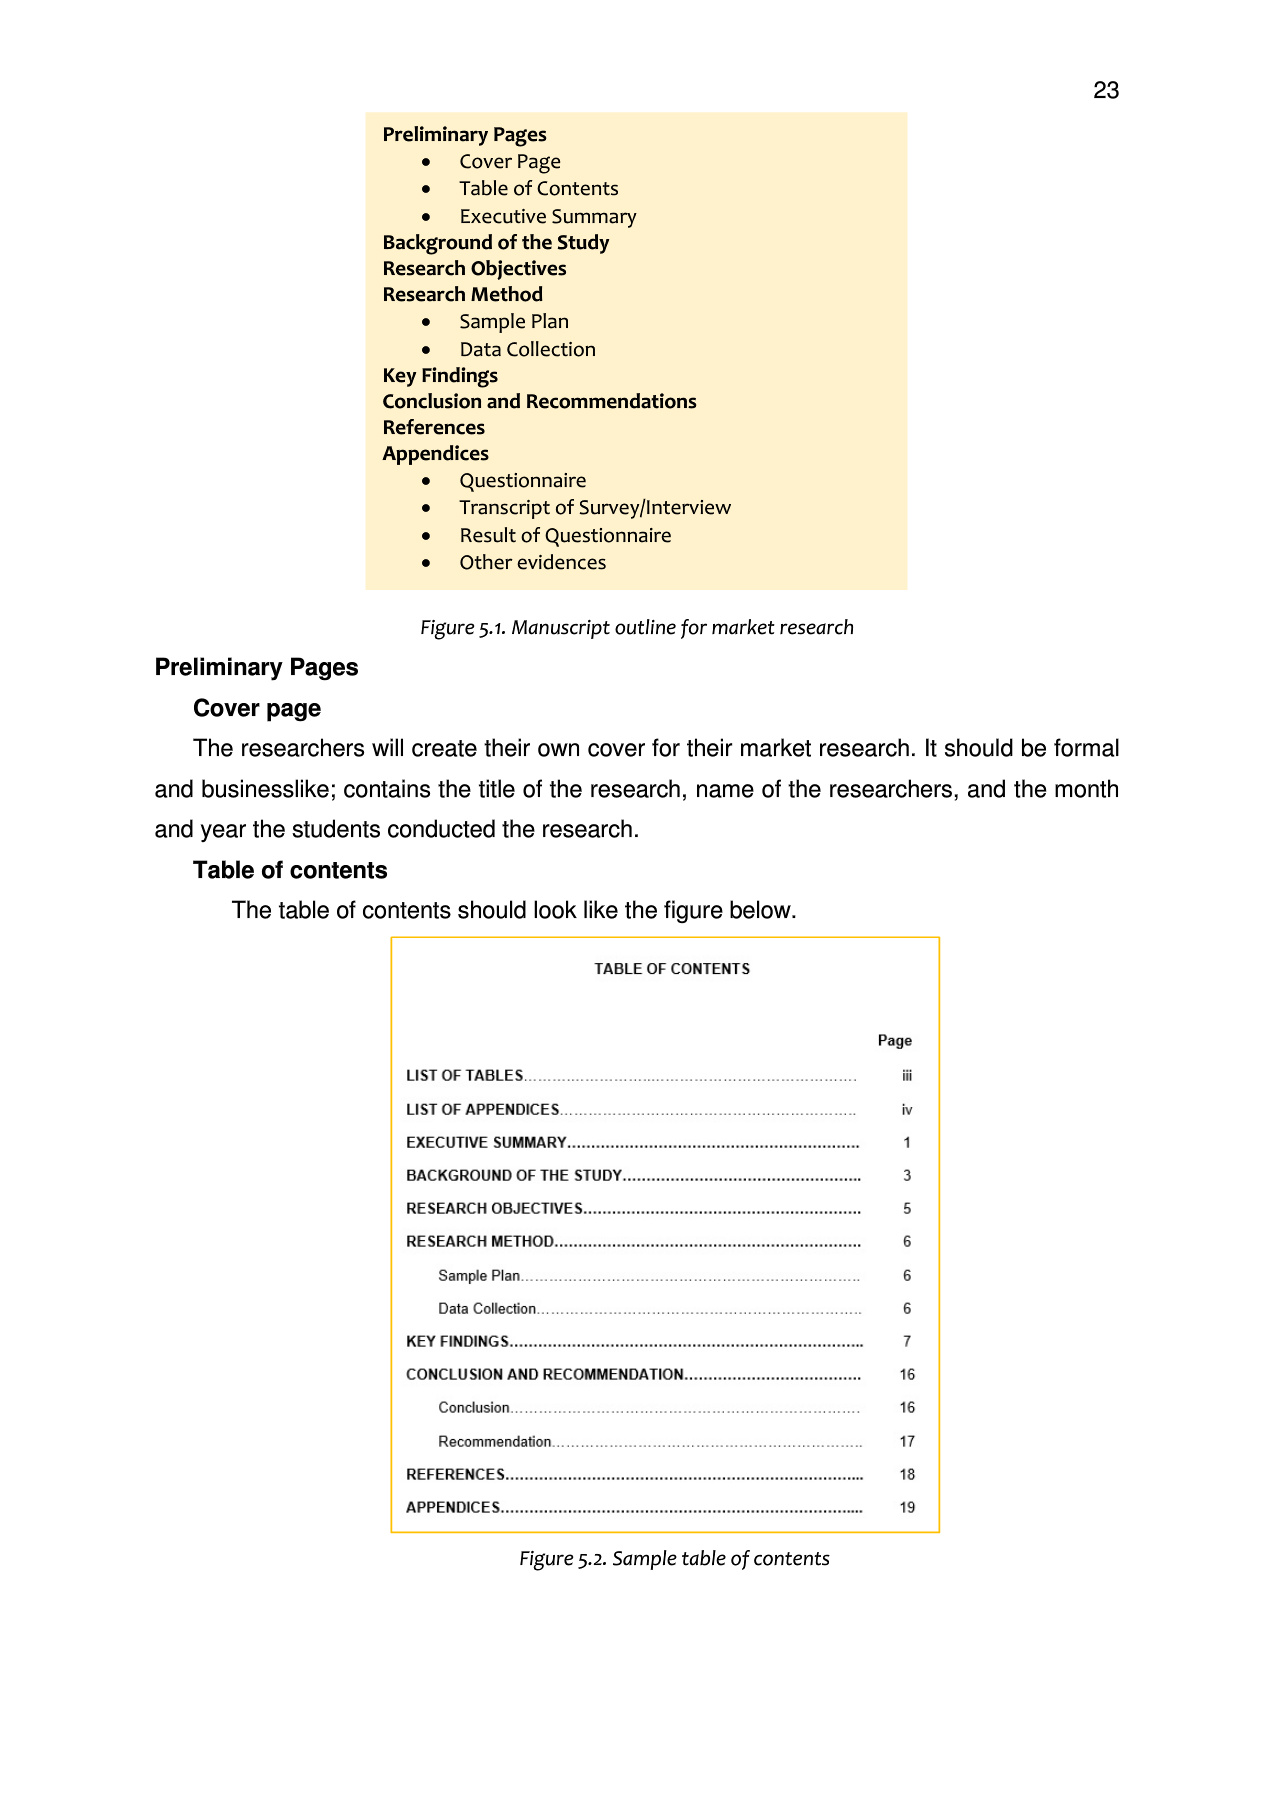 23
Preliminary Pages
• Cover Page
• Table of Contents
• Executive Summary
Background of the Study
Research Objectives
Research Method
• Sample Plan
• Data Collection
Key Findings
Conclusion and Recommendations
References
Appendices
• Questionnaire
• Transcript of Survey/Interview
• Result of Questionnaire
• Other evidences
Figure 5.1. Manuscript outline for market research
Preliminary Pages
Cover page
The researchers will create their own cover for their market research. It should be formal
and businesslike; contains the title of the research, name of the researchers, and the month
and year the students conducted the research.
Table of contents
The table of contents should look like the figure below.
TABLE OF CONTENTS
Page
LIST OF TABLES.................................................................. iii
LIST OF APPENDICES.................................................................. iv
EXECUTIVE SUMMARY.................................................................. 1
BACKGROUND OF THE STUDY.................................................................. 3
RESEARCH OBJECTIVES.................................................................. 5
RESEARCH METHOD.................................................................. 6
Sample Plan.................................................................. 6
Data Collection.................................................................. 6
KEY FINDINGS.................................................................. 7
CONCLUSION AND RECOMMENDATION.................................................................. 16
Conclusion.................................................................. 16
Recommendation.................................................................. 17
REFERENCES.................................................................. 18
APPENDICES.................................................................. 19
Figure 5.2. Sample table of contents